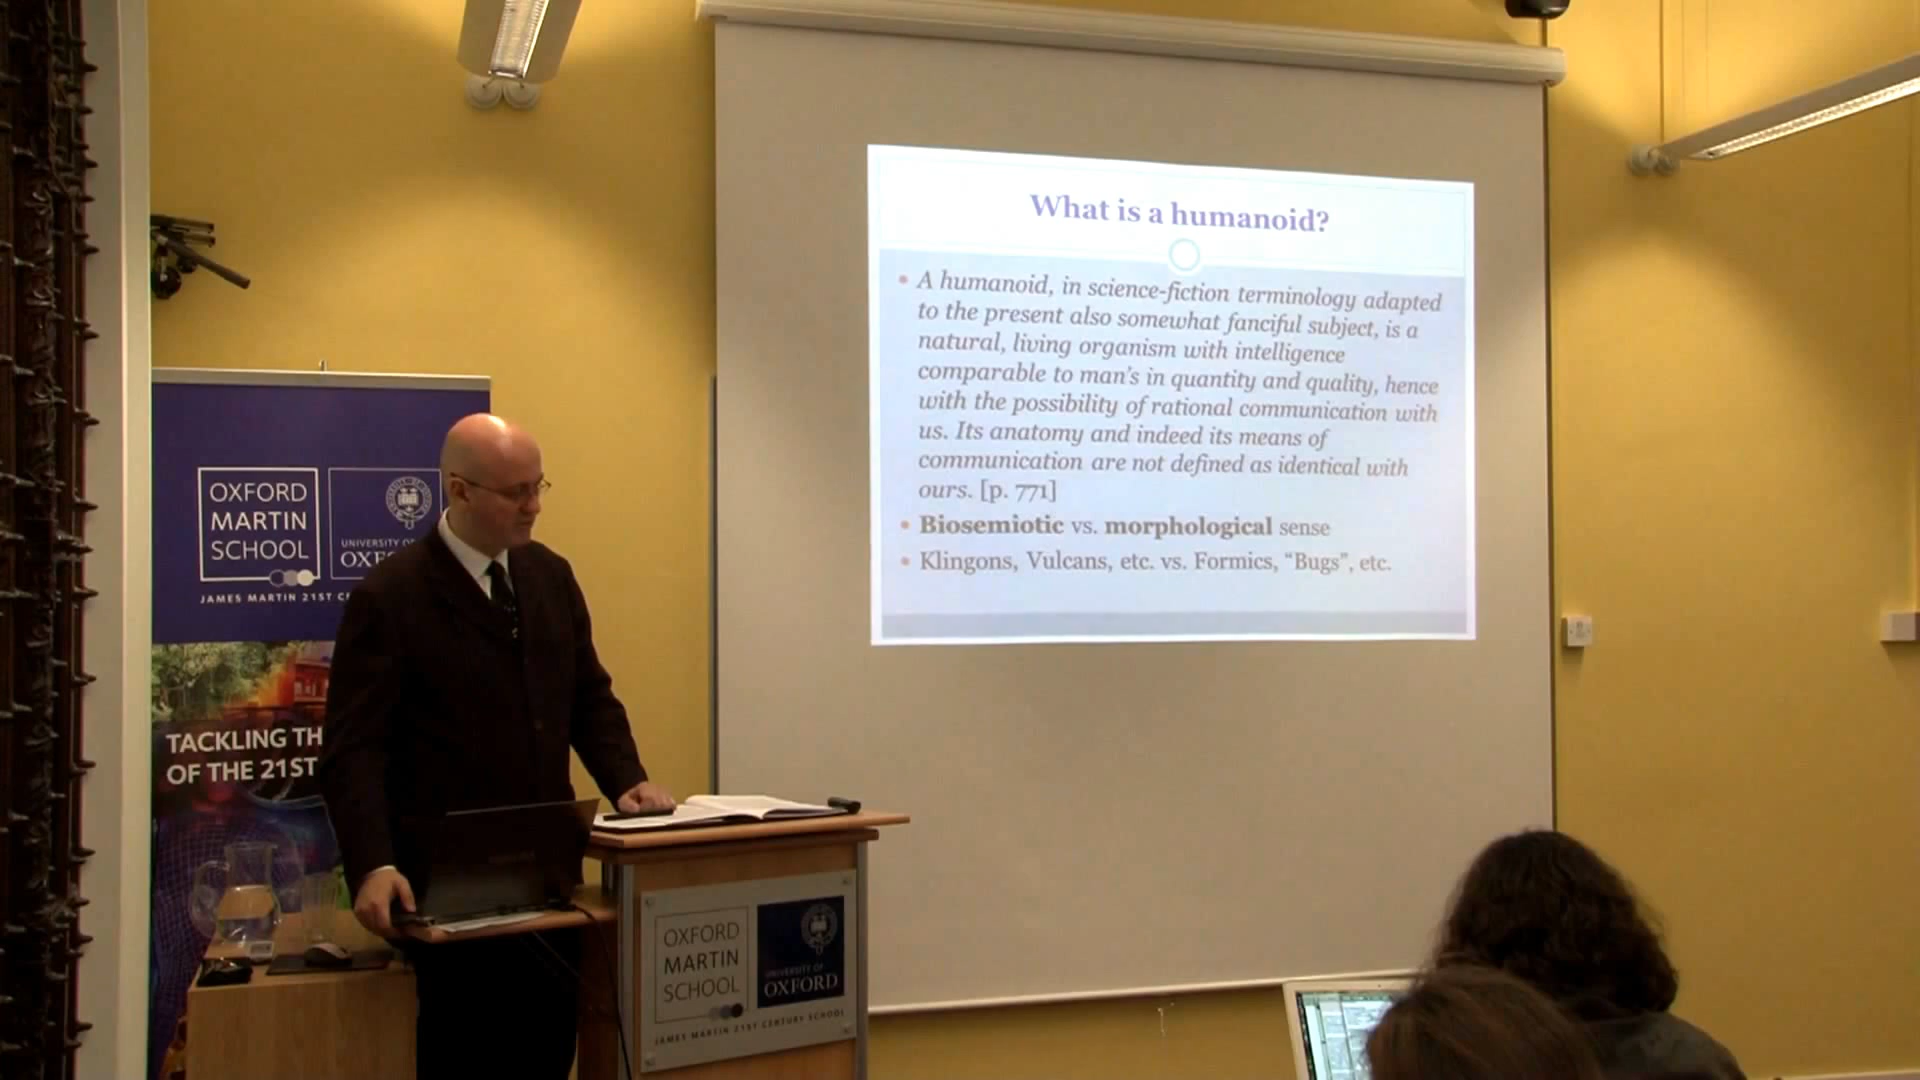 What is a humanoid?
• A humanoid, in science-fiction terminology adapted
to the present also somewhat fanciful subject, is a
natural, living organism with intelligence
comparable to man's in quantity and quality, hence
with the possibility of rational communication with
us. Its anatomy and indeed its means of
communication are not defined as identical with
ours. [p. 771]
• Biosemiotic vs. morphological sense
• Klingons, Vulcans, etc. vs. Formics, “Bugs”, etc.
OXFORD
MARTIN
SCHOOL
UNIVERSITY OF
OXF
JAMES MARTIN 21ST CE
TACKLING TH
OF THE 21ST
OXFORD
MARTIN
SCHOOL
UNIVERSITY OF
OXFORD
JAMES MARTIN 21ST CENTURY SCHOOL